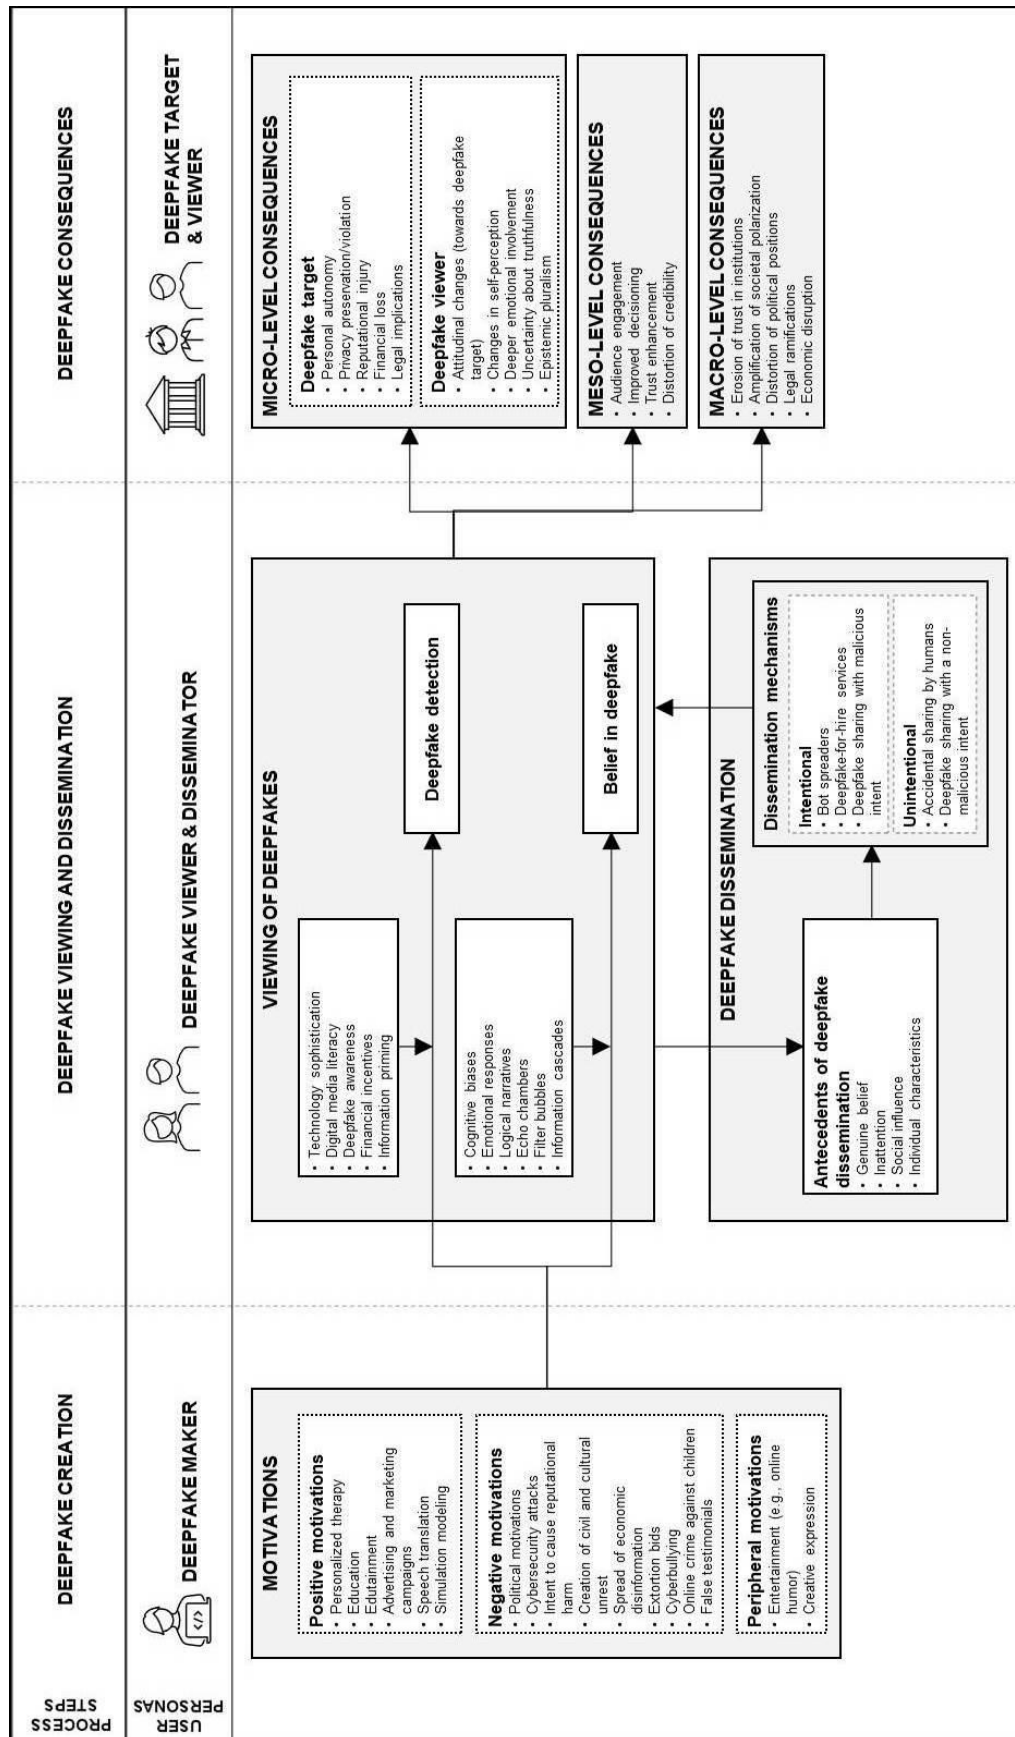 PROCESS
STEPS
DEEPFAKE CREATION
DEEPFAKE VIEWING AND DISSEMINATION
DEEPFAKE CONSEQUENCES
USER
PERSONAS
DEEPFAKE MAKER
DEEPFAKE VIEWER & DISSEMINATOR
DEEPFAKE TARGET
& VIEWER
MOTIVATIONS
Positive motivations
• Personalized therapy
• Education
• Edutainment
• Advertising and marketing
campaigns
• Speech translation
• Simulation modeling
Negative motivations
• Political motivations
• Cybersecurity attacks
• Intent to cause reputational
harm
• Creation of civil and cultural
unrest
• Spread of economic
disinformation
• Extortion bids
• Cyberbullying
• Online crime against children
• False testimonials
Peripheral motivations
• Entertainment (e.g., online
humor)
• Creative expression
VIEWING OF DEEPFAKES
• Technology sophistication
• Digital media literacy
• Deepfake awareness
• Financial incentives
• Information priming
Deepfake detection
• Cognitive biases
• Emotional responses
• Logical narratives
• Echo chambers
• Filter bubbles
• Information cascades
Belief in deepfake
DEEPFAKE DISSEMINATION
Antecedents of deepfake
dissemination
• Genuine belief
• Inattention
• Social influence
• Individual characteristics
Dissemination mechanisms
Intentional
• Bot spreaders
• Deepfake-for-hire services
• Deepfake sharing with malicious
intent
Unintentional
• Accidental sharing by humans
• Deepfake sharing with a non-
malicious intent
MICRO-LEVEL CONSEQUENCES
Deepfake target
• Personal autonomy
• Privacy preservation/violation
• Reputational injury
• Financial loss
• Legal implications
Deepfake viewer
• Attitudinal changes (towards deepfake
target)
• Changes in self-perception
• Deeper emotional involvement
• Uncertainty about truthfulness
• Epistemic pluralism
MESO-LEVEL CONSEQUENCES
• Audience engagement
• Improved decisioning
• Trust enhancement
• Distortion of credibility
MACRO-LEVEL CONSEQUENCES
• Erosion of trust in institutions
• Amplification of societal polarization
• Distortion of political positions
• Legal ramifications
• Economic disruption